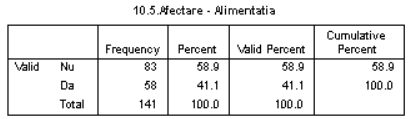 10.5.Afectare - Alimentatia
Cumulative
Frequency Percent Valid Percent Percent
Valid Nu 83 58.9 58.9 58.9
Da 58 41.1 41.1 100.0
Total 141 100.0 100.0